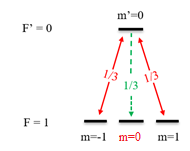 m'=0
F' = 0
1/3 1/3 1/3
F = 1
m=-1 m=0 m=1